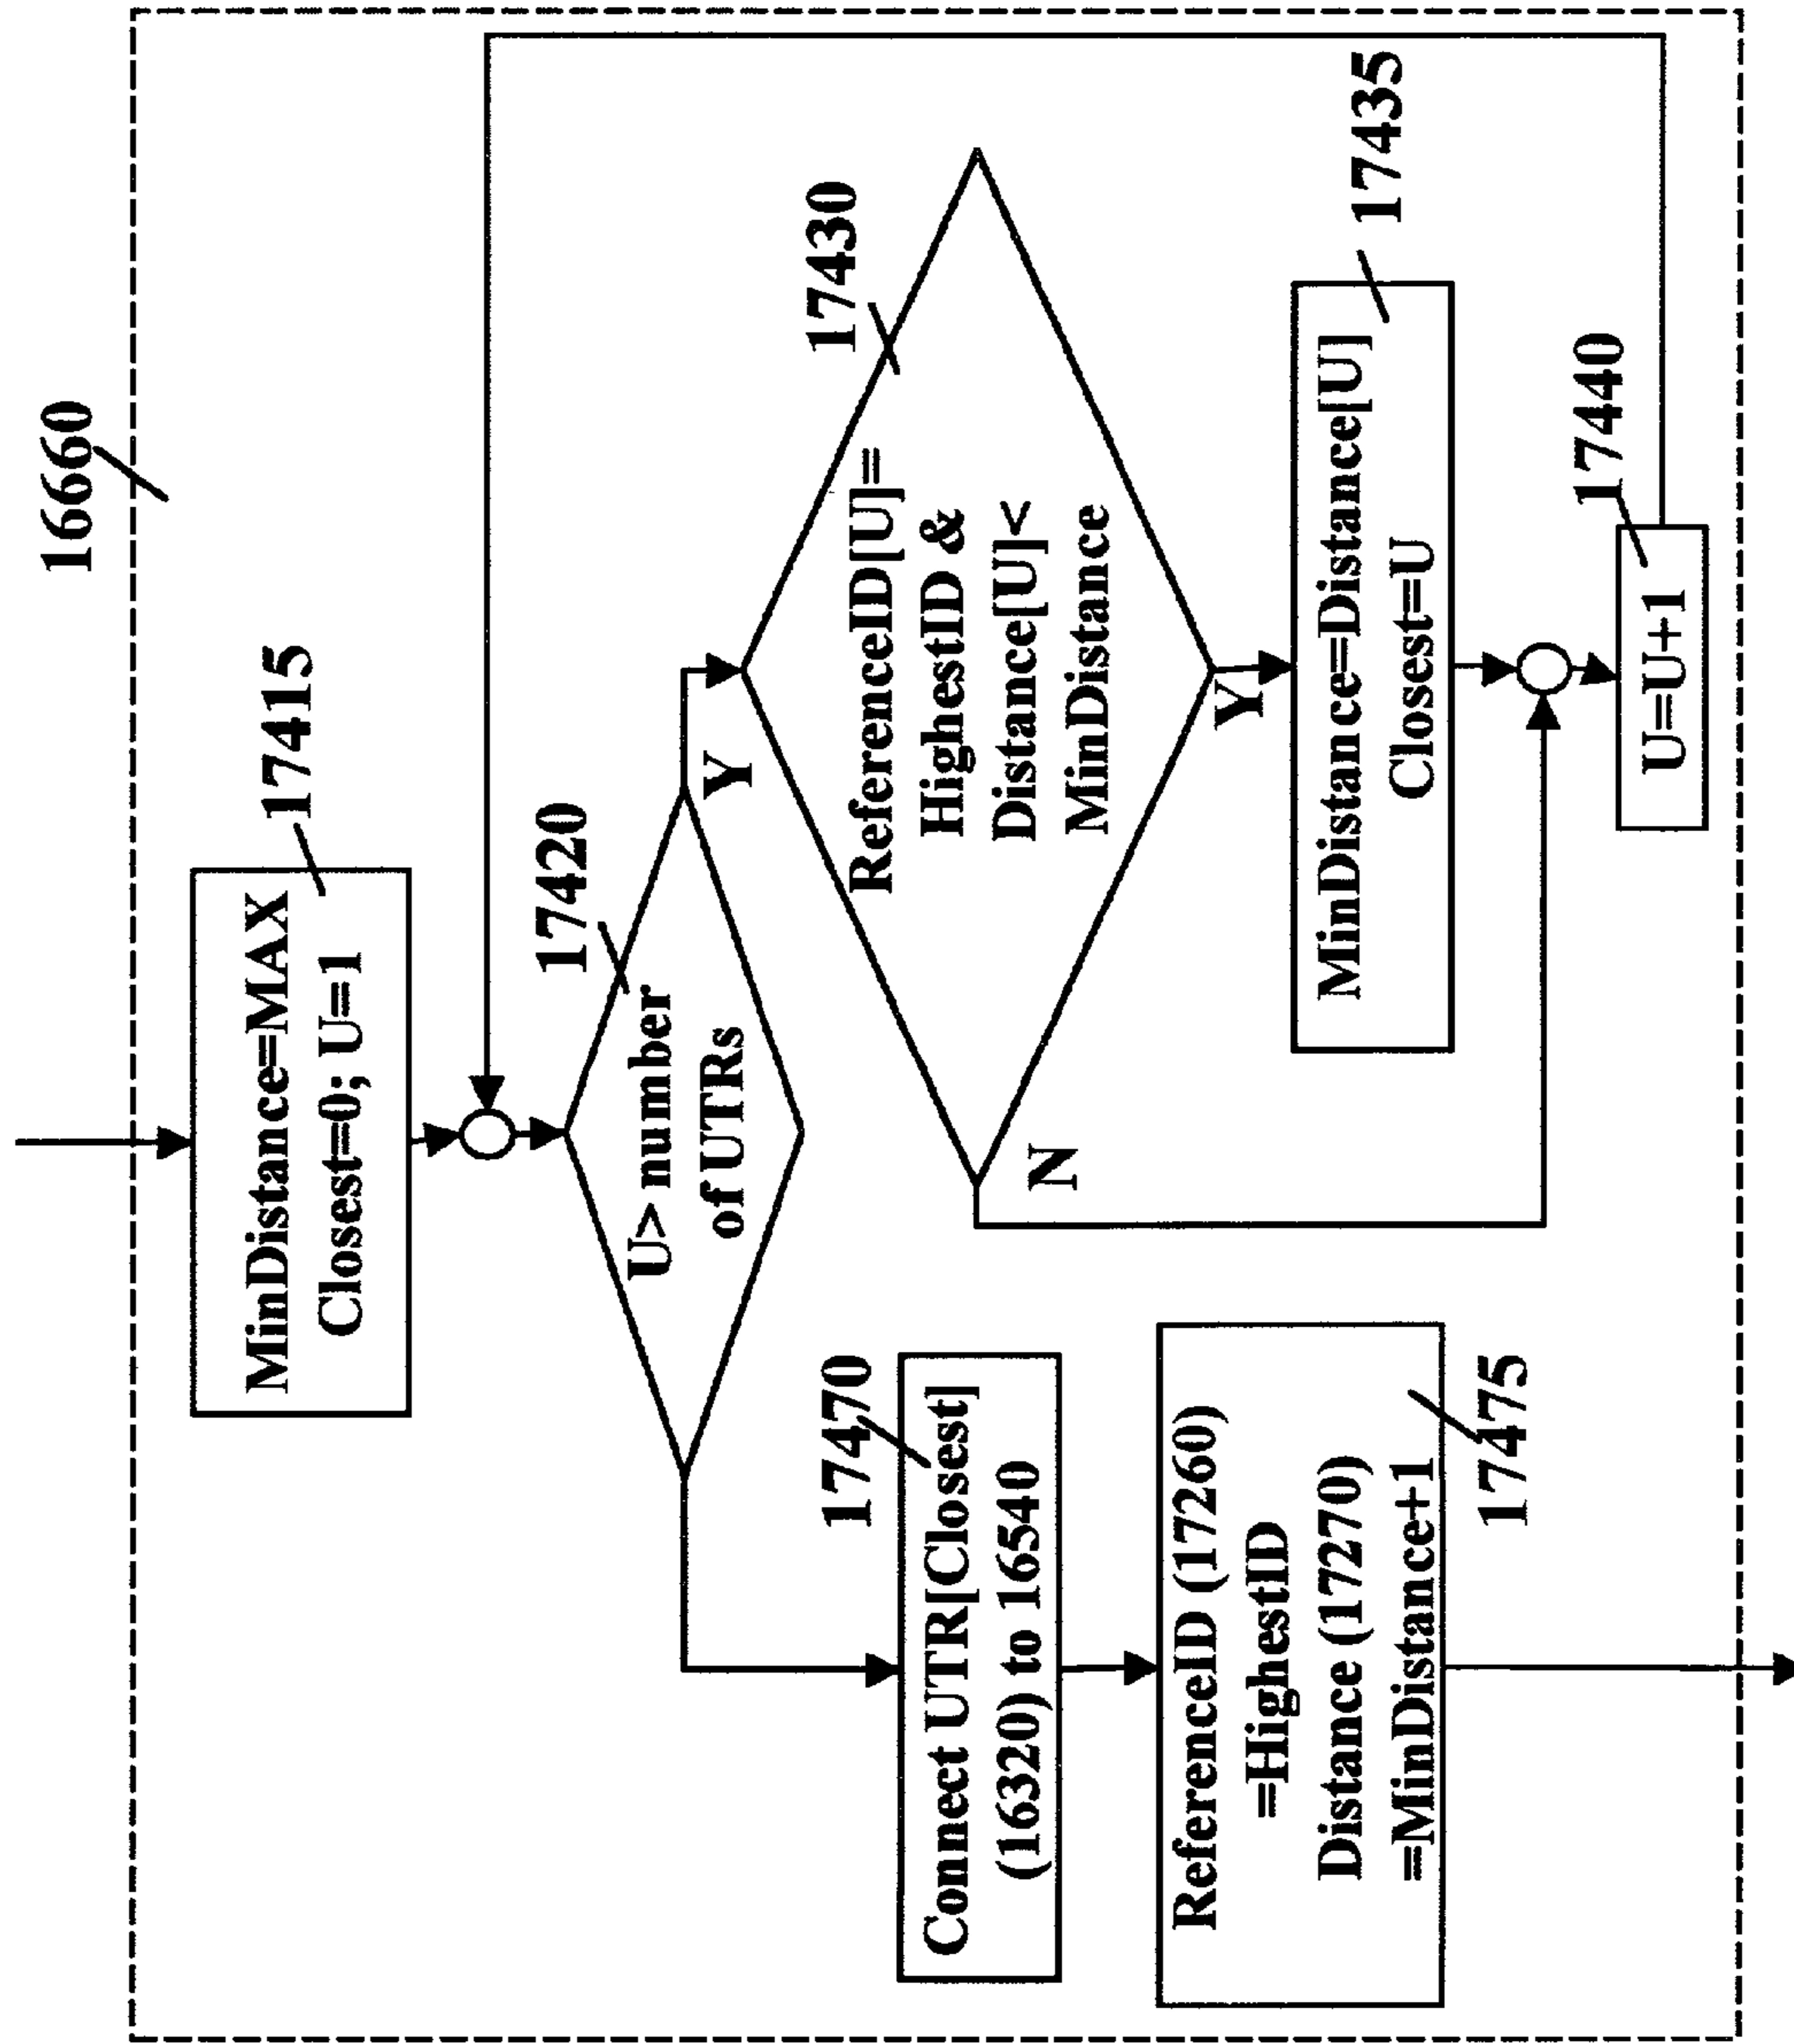 16660
MinDistance=MAX
Closest=0; U=1
17415
U> number
of UTRs
17420
Y
ReferenceID[U]=
HighestID &
Distance[U]<
MinDistance
17430
N
Y
MinDistance=Distance[U]
Closest=U
17435
U=U+1
17440
Connect UTR[Closest]
(16320) to 16540
17470
ReferenceID (17260)
=HighestID
Distance (17270)
=MinDistance+1
17475